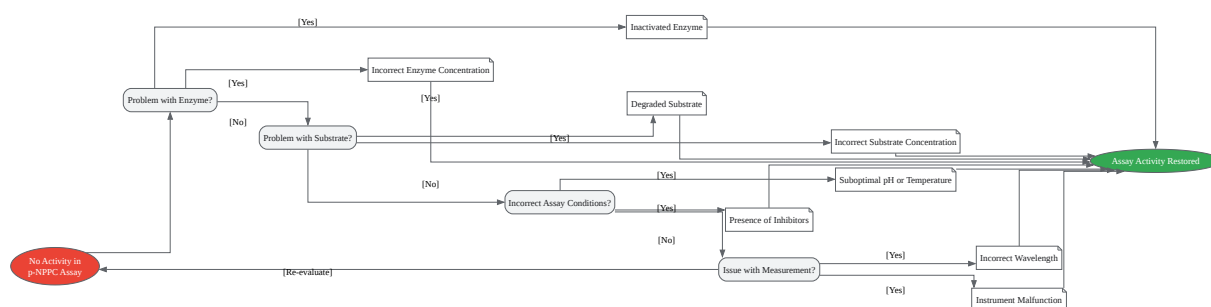 [Yes]
Inactivated Enzyme
Incorrect Enzyme Concentration
[Yes]
[Yes]
Problem with Enzyme?
Degraded Substrate
[No]
Problem with Substrate?
[Yes]
Incorrect Substrate Concentration
Assay Activity Restored
[Yes]
Suboptimal pH or Temperature
[No]
Incorrect Assay Conditions?
[Yes]
Presence of Inhibitors
[No]
No Activity in
p-NPPC Assay
[Re-evaluate]
Issue with Measurement?
[Yes]
Incorrect Wavelength
[Yes]
Instrument Malfunction